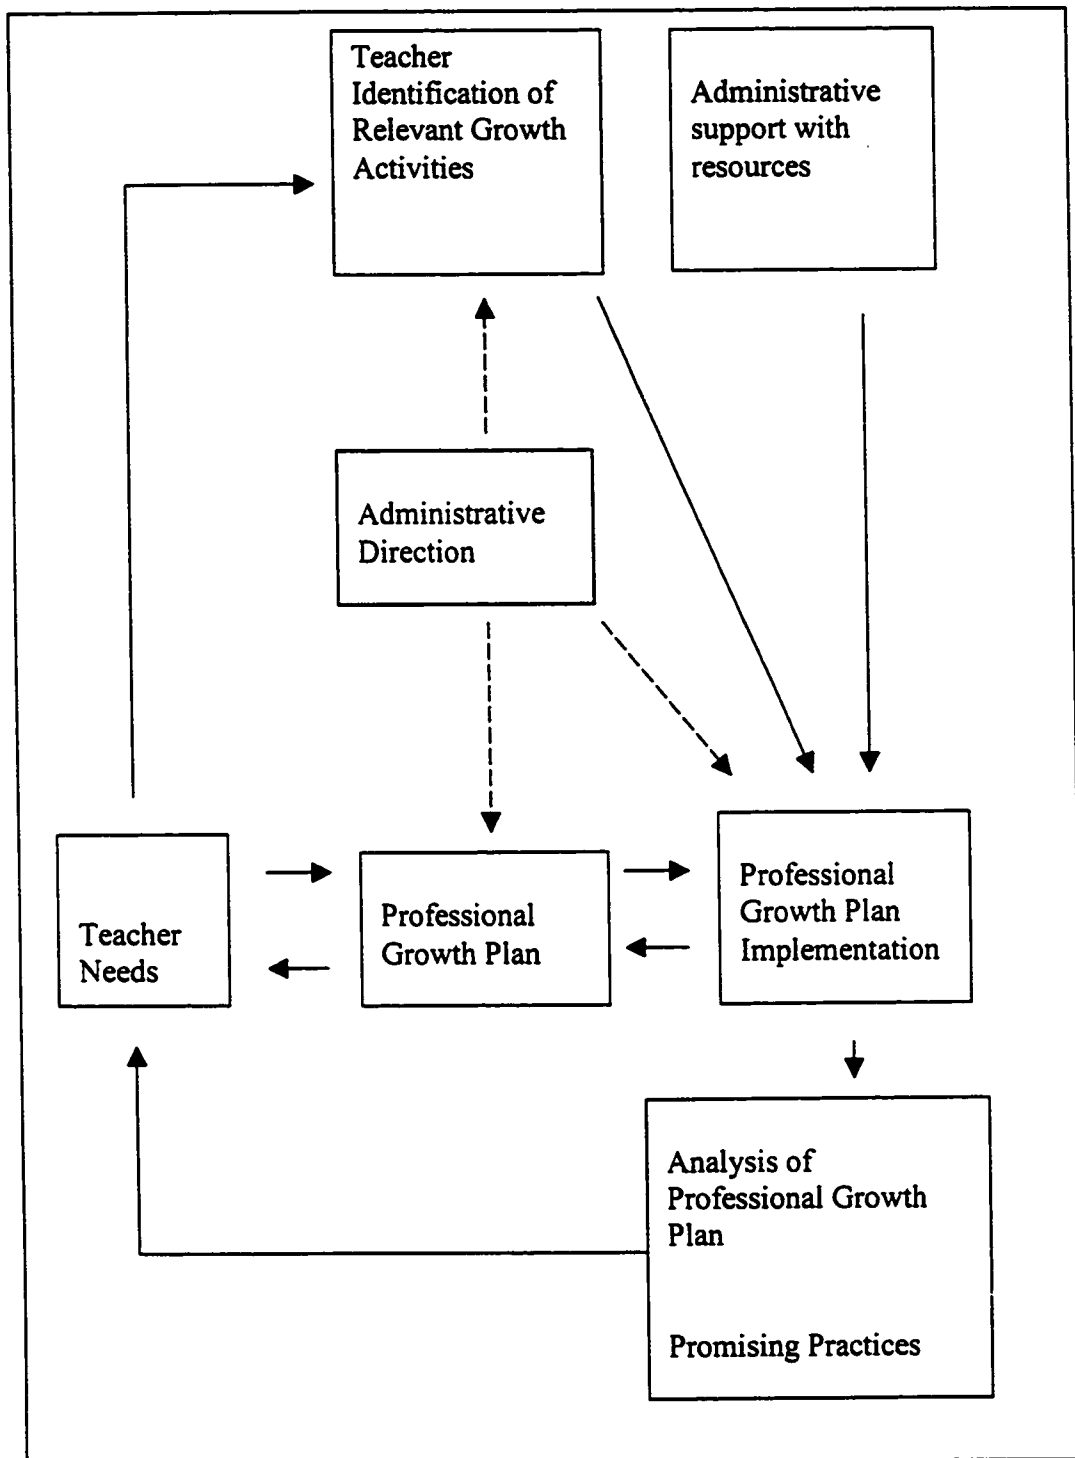 Teacher
Identification of
Relevant Growth
Activities
Administrative
support with
resources
Administrative
Direction
Teacher
Needs
Professional
Growth Plan
Professional
Growth Plan
Implementation
Analysis of
Professional Growth
Plan
Promising Practices